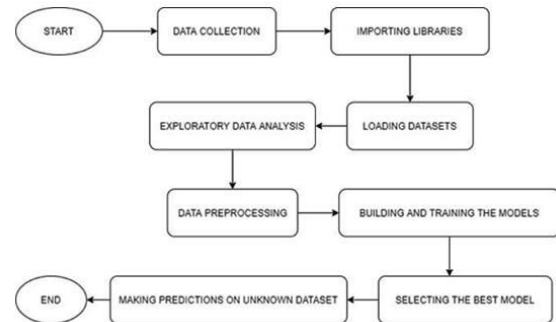 START
DATA COLLECTION
IMPORTING LIBRARIES
LOADING DATASETS
EXPLORATORY DATA ANALYSIS
DATA PREPROCESSING
BUILDING AND TRAINING THE MODELS
SELECTING THE BEST MODEL
MAKING PREDICTIONS ON UNKNOWN DATASET
END